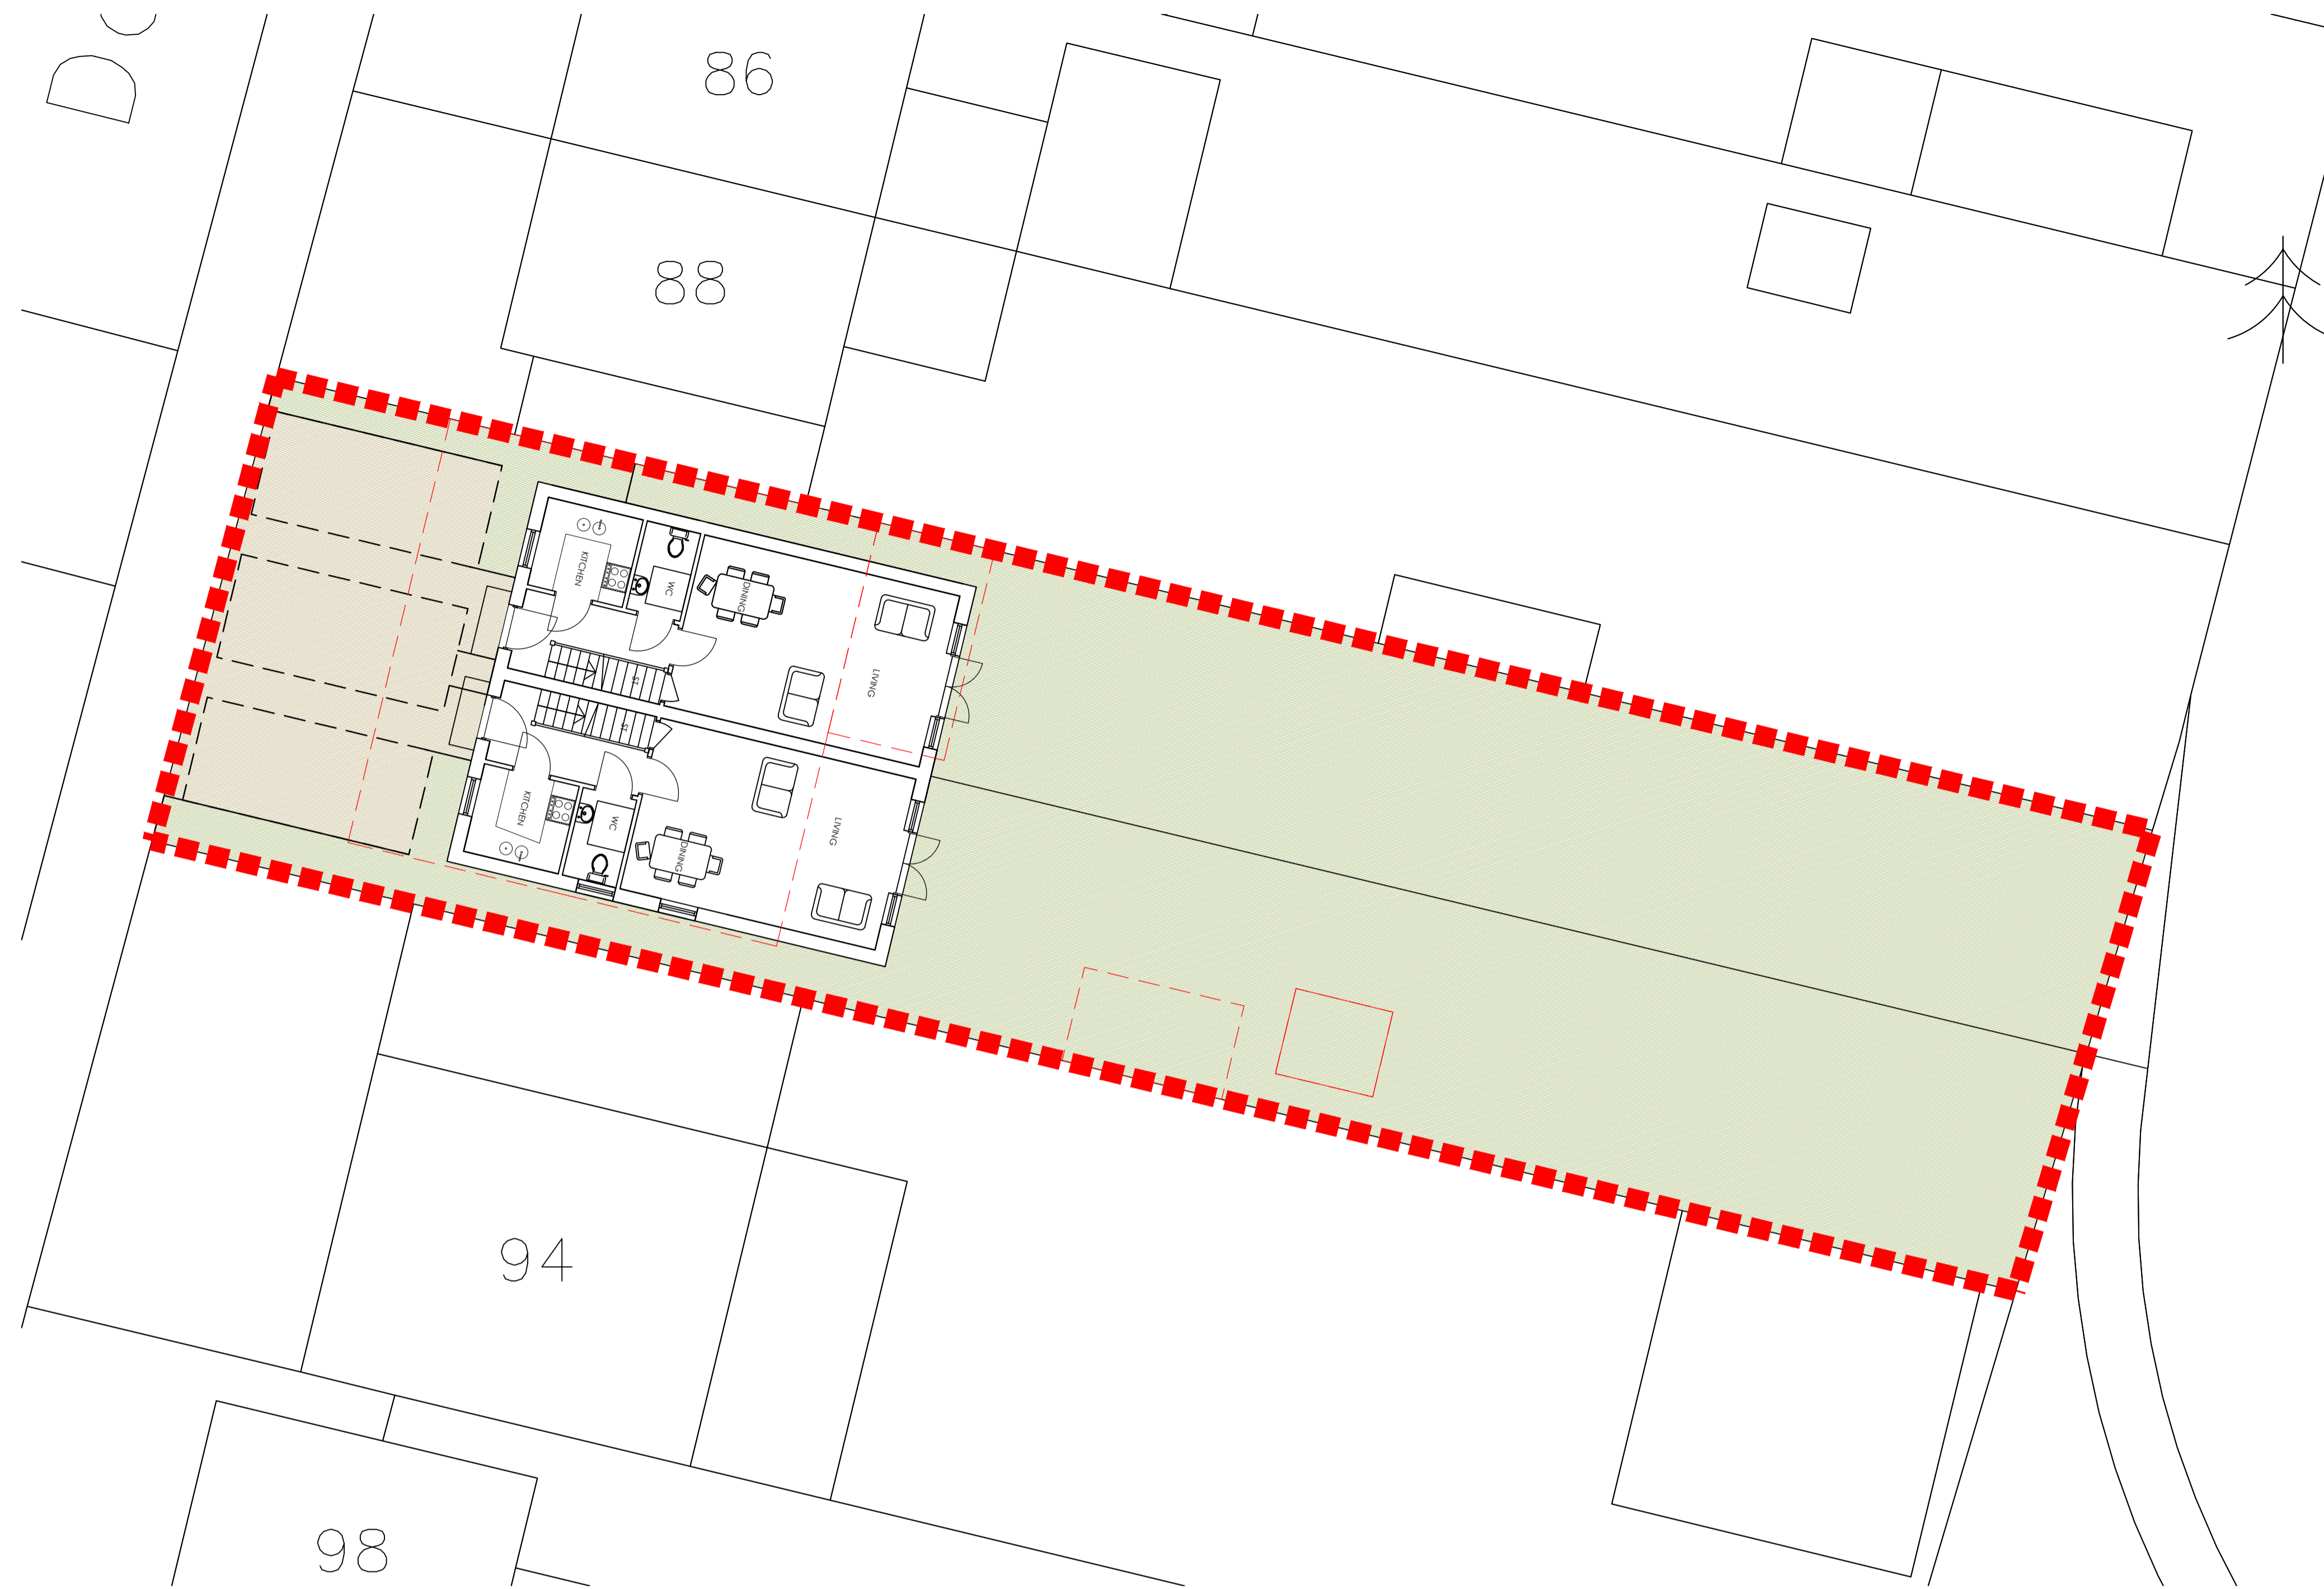 86
88
KITCHEN
WC
DINING
LIVING
ST
ST
KITCHEN
WC
DINING
LIVING
94
98